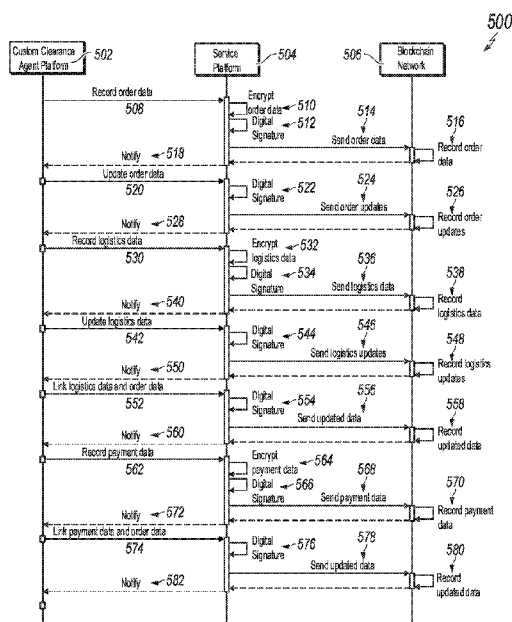 500
Custom Clearance
Agent Platform
502
Service
Platform
504
506
Blockchain
Network
Record order data
508
Encrypt
order data
510
Digital
Signature
512
514
Send order data
516
Record order
data
Notify
518
Update order data
520
Digital
Signature
522
524
Send order updates
526
Record order
updates
Notify
528
Record logistics data
530
Encrypt
logistics data
532
Digital
Signature
534
536
Send logistics data
538
Record
logistics data
Notify
540
Update logistics data
542
Digital
Signature
544
546
Send logistics updates
548
Record logistics
updates
Notify
550
Link logistics data and order data
552
Digital
Signature
554
556
Send updated data
558
Record
updated data
Notify
560
Record payment data
562
Encrypt
payment data
564
Digital
Signature
566
568
Send payment data
570
Record payment
data
Notify
572
Link payment data and order data
574
Digital
Signature
576
578
Send updated data
580
Record
updated data
Notify
582